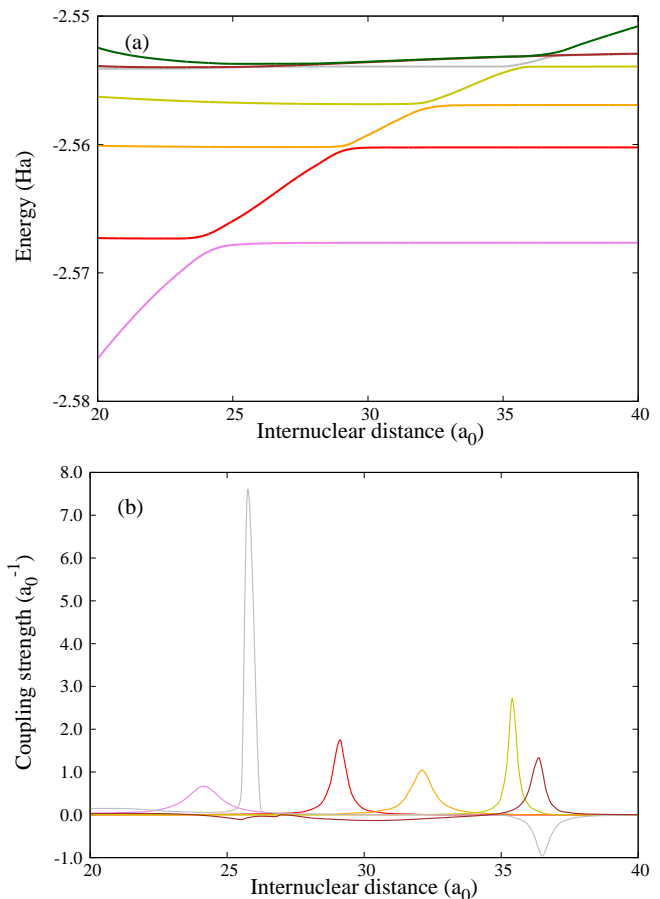 (a)
Energy (Ha)
-2.55
-2.56
-2.57
-2.58
20 25 30 35 40
Internuclear distance (a0)
(b)
Coupling strength (a0-1)
8.0
7.0
6.0
5.0
4.0
3.0
2.0
1.0
0.0
-1.0
20 25 30 35 40
Internuclear distance (a0)